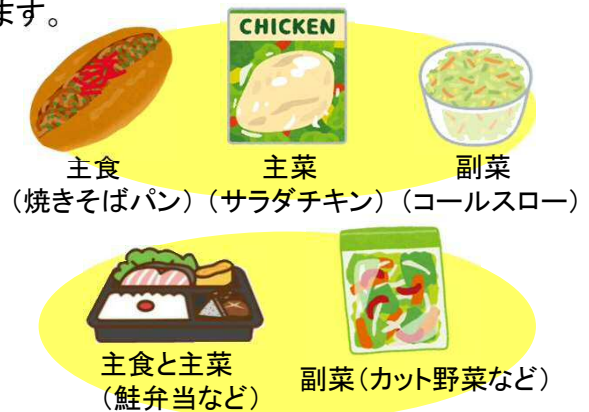 ます。
CHICKEN
主食
主菜
副菜
（焼きそばパン）（サラダチキン）（コールスロー）
主食と主菜
（鮭弁当など）
副菜（カット野菜など）